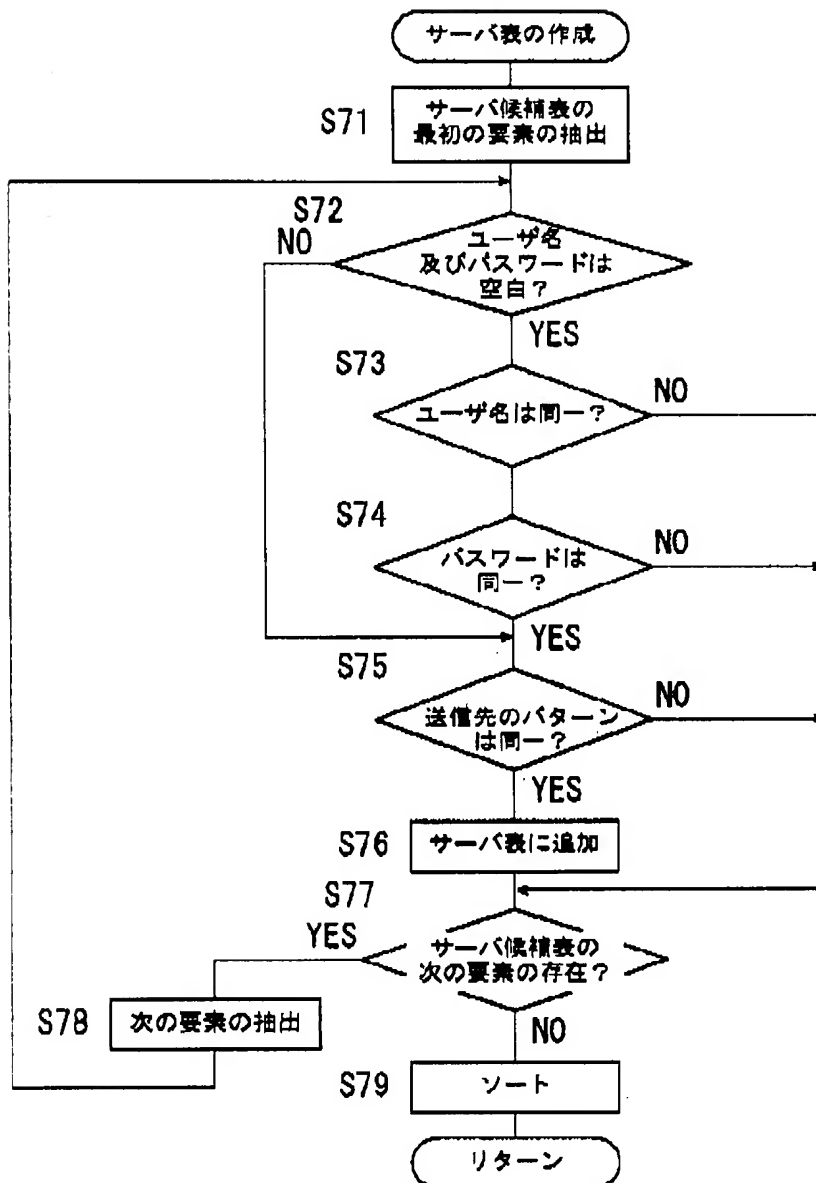 サーバ表の作成
S71
サーバ候補表の
最初の要素の抽出
S72
NO
ユーザ名
及びパスワードは
空白?
YES
S73
NO
ユーザ名は同一?
S74
NO
パスワードは
同一?
YES
S75
NO
送信先のパターン
は同一?
YES
S76
サーバ表に追加
S77
YES
サーバ候補表の
次の要素の存在?
S78
次の要素の抽出
NO
S79
ソート
リターン